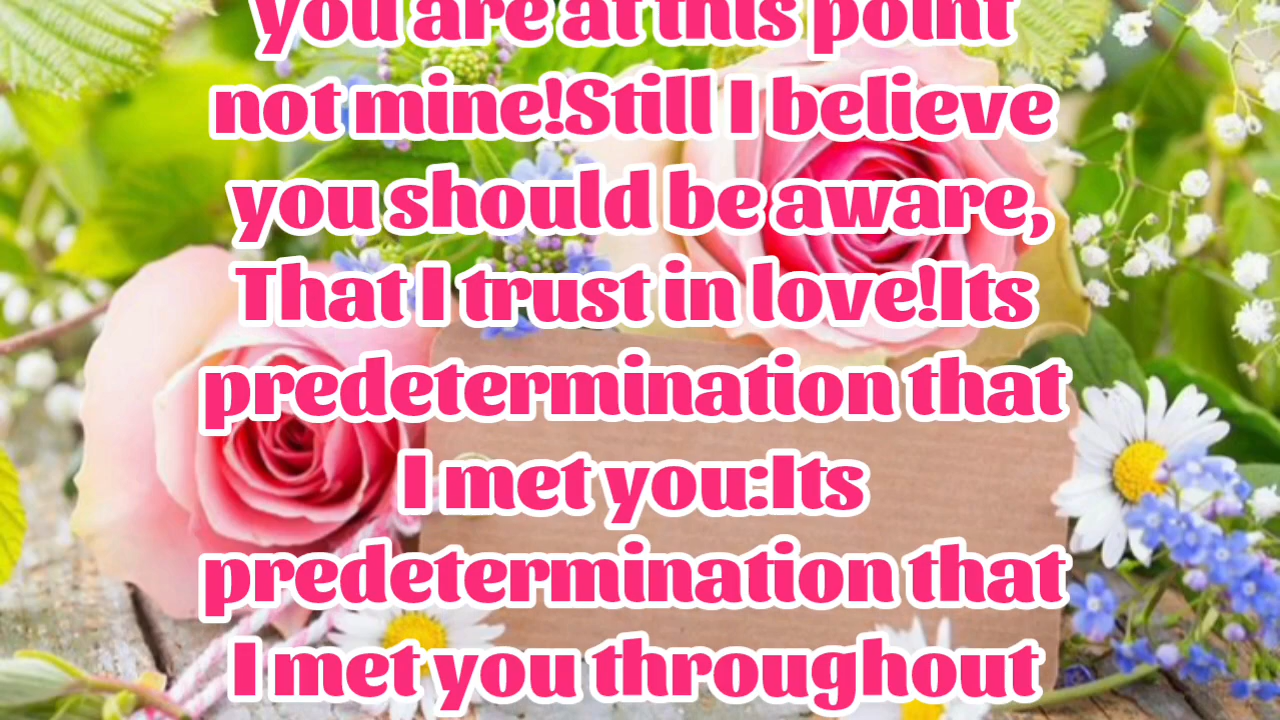 you are at this point
not mine!Still I believe
you should be aware,
That I trust in love!Its
predetermination that
I met you:Its
predetermination that
I met you throughout